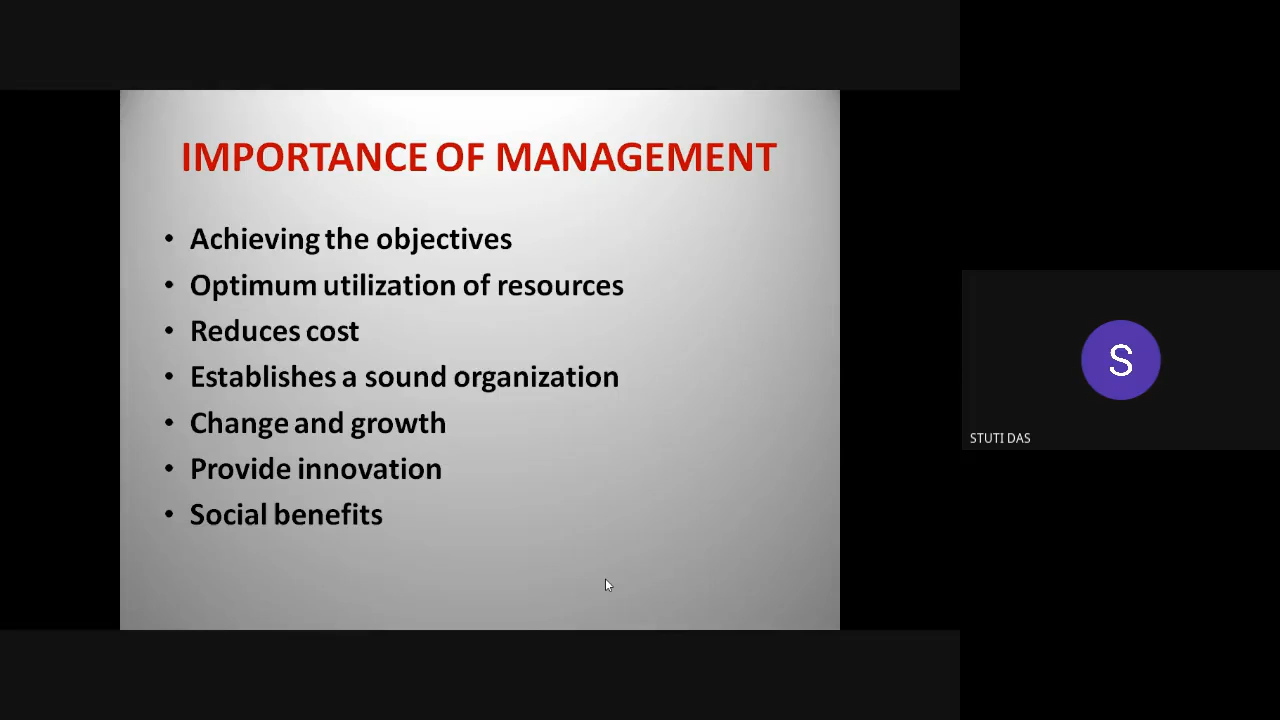 IMPORTANCE OF MANAGEMENT
• Achieving the objectives
• Optimum utilization of resources
• Reduces cost
• Establishes a sound organization
• Change and growth
• Provide innovation
• Social benefits
S
STUTI DAS